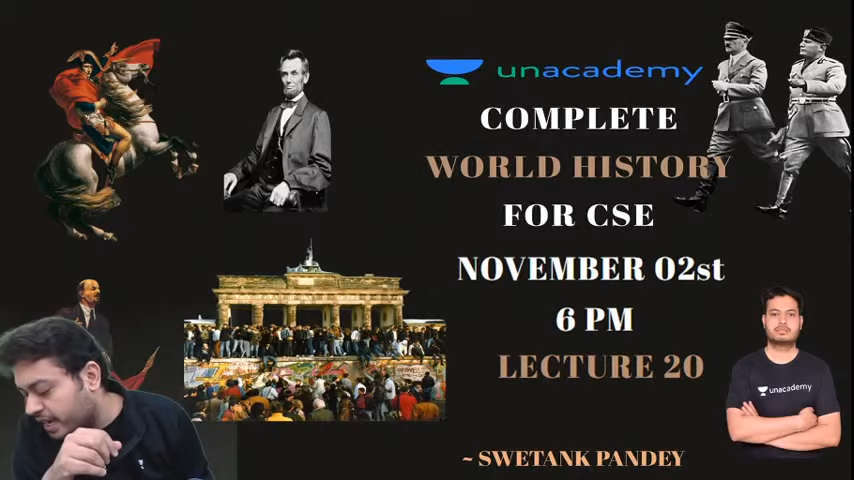 unacademy
COMPLETE
WORLD HISTORY
FOR CSE
NOVEMBER 02st
6 PM
LECTURE 20
unacademy
~ SWETANK PANDEY